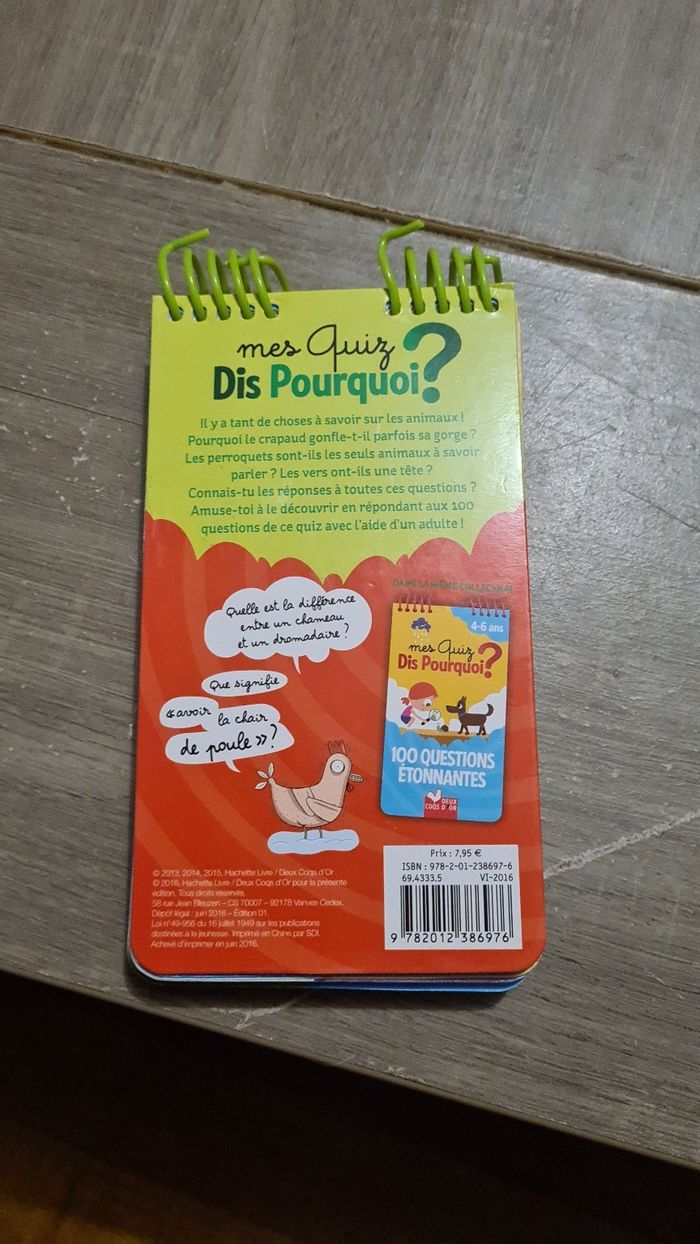 mes Quiz
Dis Pourquoi?
Il y a tant de choses à savoir sur les animaux !
Pourquoi le crapaud gonfle-t-il parfois sa gorge ?
Les perroquets sont-ils les seuls animaux à savoir
parler ? Les vers ont-ils une tête ?
Connais-tu les réponses à toutes ces questions ?
Amuse-toi à le découvrir en répondant aux 100
questions de ce quiz avec l'aide d'un adulte !
Quelle est la différence
entre un chameau
et un dromadaire ?
Que signifie
«avoir la chair
de poule» ?
DANS LA MÊME COLLECTION
4-6 ans
mes Quiz
Dis Pourquoi?
100 QUESTIONS
ÉTONNANTES
DEUX
COQS D'OR
Prix : 7,95 €
ISBN : 978-2-01-238697-6
69.4333.5 VI-2016
9 782012 386976
© 2013, 2014, 2015, Hachette Livre / Deux Coqs d'Or
© 2016, Hachette Livre / Deux Coqs d'Or pour la présente
édition. Tous droits réservés.
58 rue Jean Bleuzen – CS 70007 – 92178 Vanves Cedex.
Dépôt légal : juin 2016 – Édition 01.
Loi n°49-956 du 16 juillet 1949 sur les publications
destinées à la jeunesse. Imprimé en Chine par SDI.
Achevé d'imprimer en juin 2016.